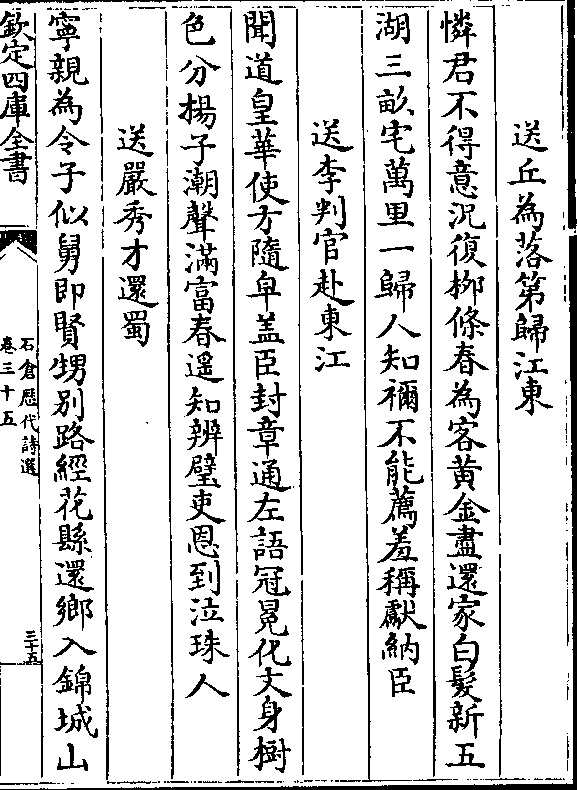 送丘為落第歸江東
憐君不得意況復栁條春為客黄金盡還家白髮新五
湖三畝宅萬里一歸人知禰不能薦羞稱獻納臣
送李判官赴東江
聞道皇華使方隨皁盖臣封章通左語冠冕化文身樹
色分揚子潮聲滿富春遥知辨璧吏恩到泣珠人
送嚴秀才還蜀
寧親為令子似舅即賢甥别路經花縣還鄉入錦城山
欽定四庫全書
石倉歴代詩選
卷三十五
三十五